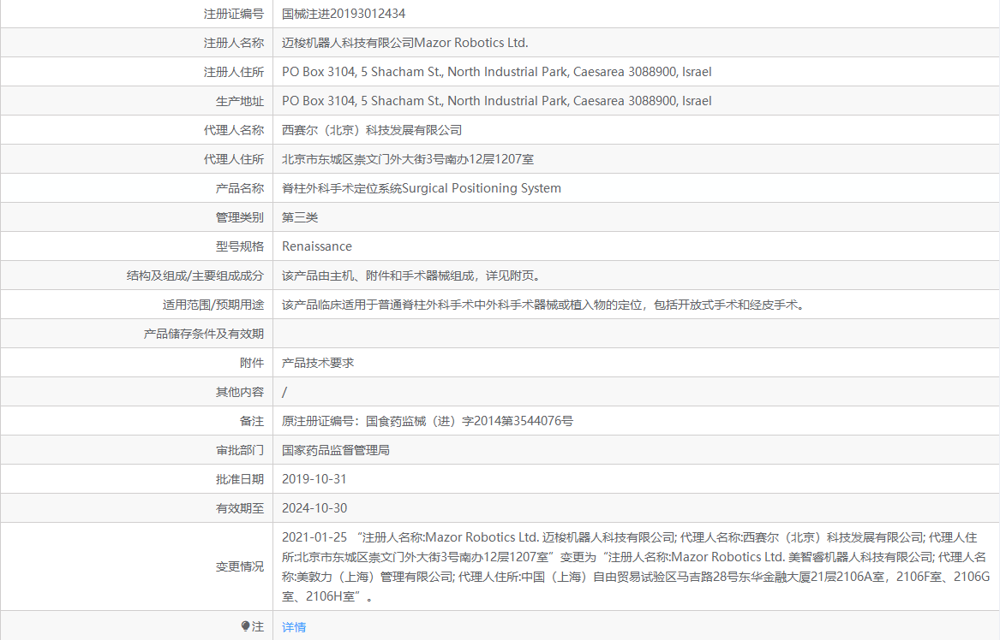 注册证编号 国械注进20193012434
注册人名称 迈梭机器人科技有限公司Mazor Robotics Ltd.
注册人住所 PO Box 3104, 5 Shacham St., North Industrial Park, Caesarea 3088900, Israel
生产地址 PO Box 3104, 5 Shacham St., North Industrial Park, Caesarea 3088900, Israel
代理人名称 西赛尔（北京）科技发展有限公司
代理人住所 北京市东城区崇文门外大街3号南办12层1207室
产品名称 脊柱外科手术定位系统Surgical Positioning System
管理类别 第三类
型号规格 Renaissance
结构及组成/主要组成成分 该产品由主机、附件和手术器械组成，详见附页。
适用范围/预期用途 该产品临床适用于普通脊柱外科手术中外科手术器械或植入物的定位，包括开放式手术和经皮手术。
产品储存条件及有效期
附件 产品技术要求
其他内容 /
备注 原注册证编号：国食药监械（进）字2014第3544076号
审批部门 国家药品监督管理局
批准日期 2019-10-31
有效期至 2024-10-30
变更情况 2021-01-25 “注册人名称:Mazor Robotics Ltd. 迈梭机器人科技有限公司; 代理人名称:西赛尔（北京）科技发展有限公司; 代理人住
所:北京市东城区崇文门外大街3号南办12层1207室”变更为“注册人名称:Mazor Robotics Ltd. 美智睿机器人科技有限公司; 代理人名
称:美敦力（上海）管理有限公司; 代理人住所:中国（上海）自由贸易试验区马吉路28号东华金融大厦21层2106A室，2106F室、2106G
室、2106H室”。
注 详情